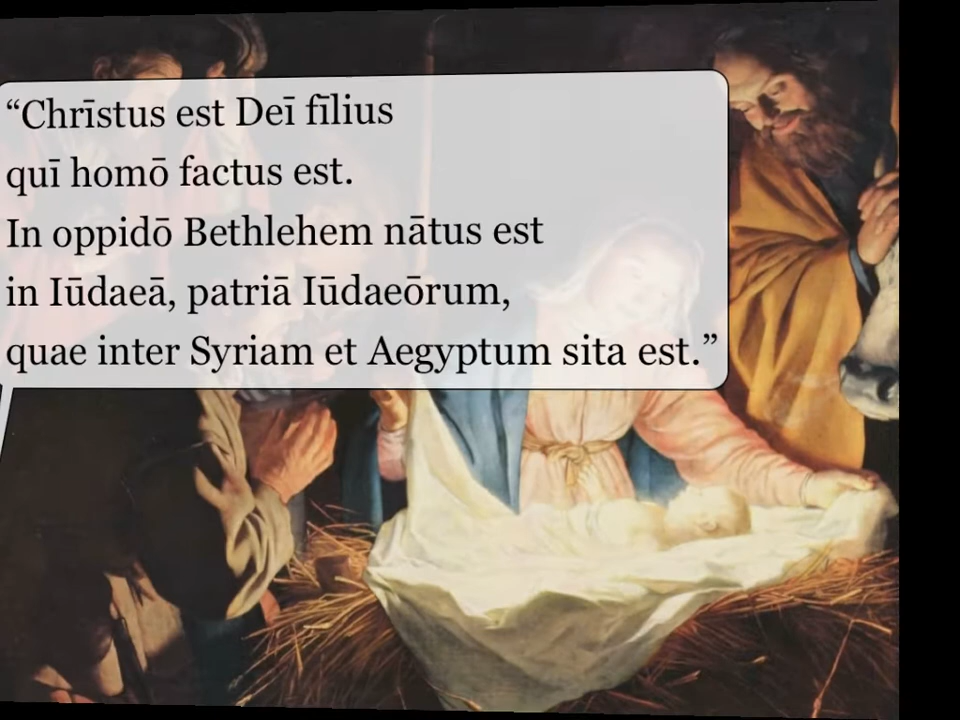 “Chrīstus est Deī fīlius
quī homō factus est.
In oppidō Bethlehem nātus est
in Iūdaeā, patriā Iūdaeōrum,
quae inter Syriam et Aegyptum sita est.”